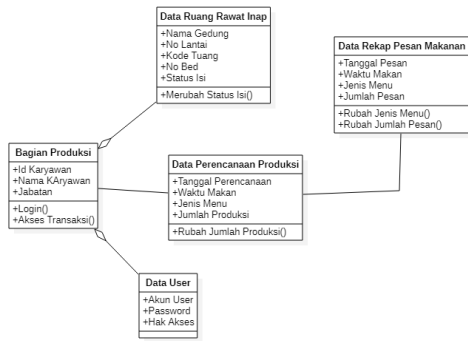 Data Ruang Rawat Inap
+Nama Gedung
+No Lantai
+Kode Tuang
+No Bed
+Status Isi
+Merubah Status Isi()
Data Rekap Pesan Makanan
+Tanggal Pesan
+Waktu Makan
+Jenis Menu
+Jumlah Pesan
+Rubah Jenis Menu()
+Rubah Jumlah Pesan()
Bagian Produksi
+Id Karyawan
+Nama KAryawan
+Jabatan
+Login()
+Akses Transaksi()
Data Perencanaan Produksi
+Tanggal Perencanaan
+Waktu Makan
+Jenis Menu
+Jumlah Produksi
+Rubah Jumlah Produksi()
Data User
+Akun User
+Password
+Hak Akses